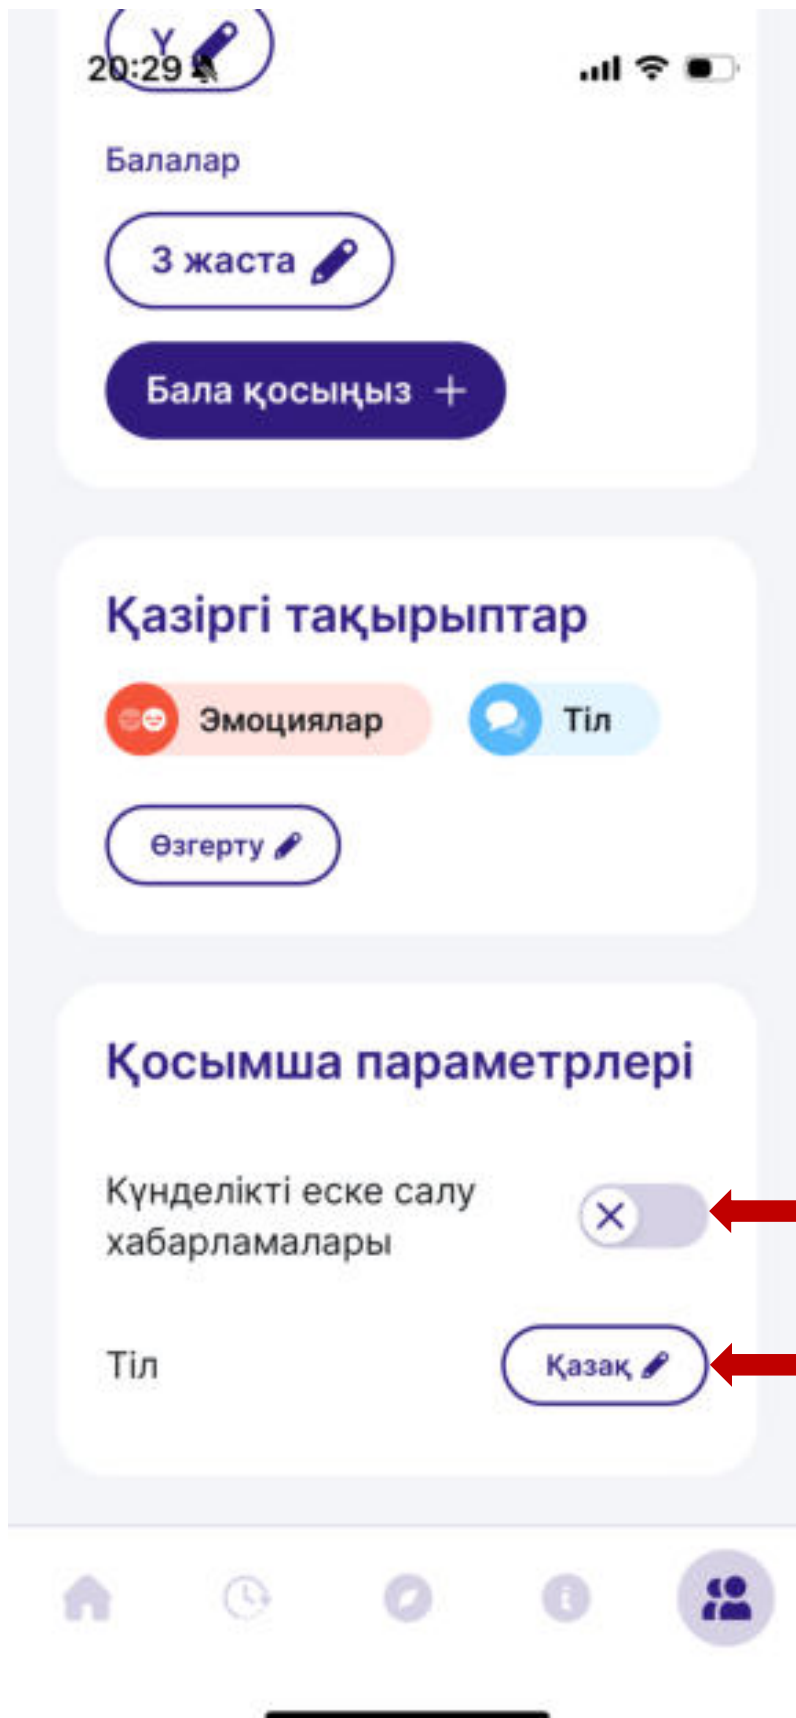 Y
20:29
Балалар
3 жаста
Бала қосыңыз +
Қазіргі тақырыптар
Эмоциялар
Тіл
Өзгерту
Қосымша параметрлері
Күнделікті еске салу
хабарламалары
Тіл
Қазақ